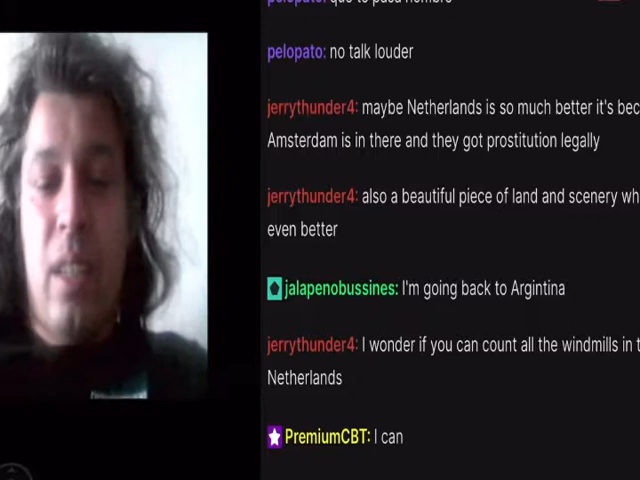 pelopato: que te pasa hombre
pelopato: no talk louder
jerrythunder4: maybe Netherlands is so much better it's bec
Amsterdam is in there and they got prostitution legally
jerrythunder4: also a beautiful piece of land and scenery wh
even better
jalapenobussines: I'm going back to Argintina
jerrythunder4: I wonder if you can count all the windmills in t
Netherlands
PremiumCBT: I can